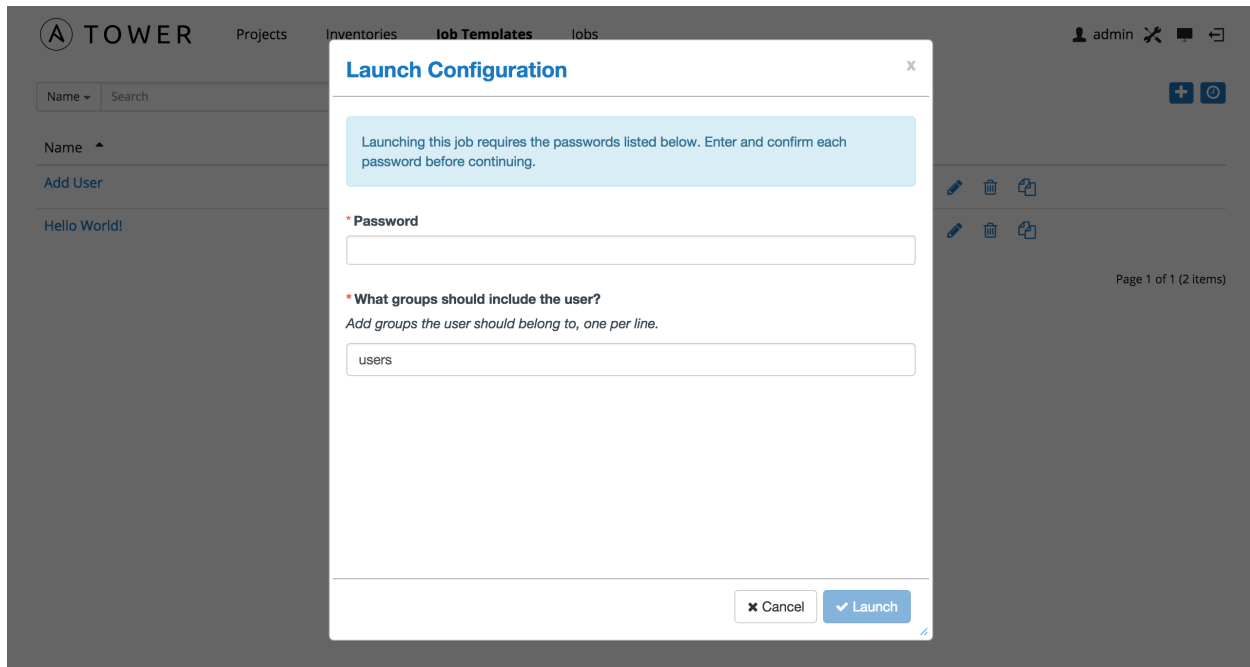 TOWER Projects Inventories Job Templates Jobs admin
Launch Configuration x
Name Search
Launching this job requires the passwords listed below. Enter and confirm each
password before continuing.
Name
Add User
* Password
Hello World!
Page 1 of 1 (2 items)
* What groups should include the user?
Add groups the user should belong to, one per line.
users
Cancel Launch